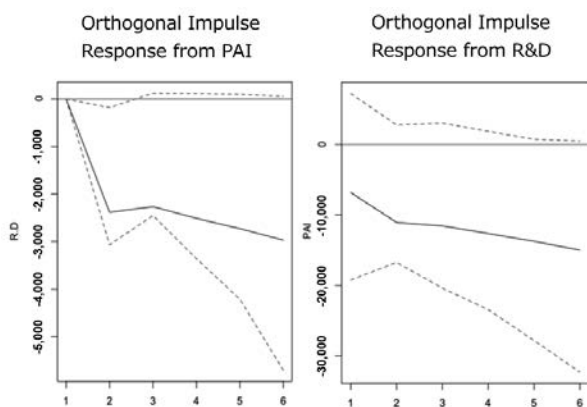 Orthogonal Impulse
Response from PAI
0
-1,000
-2,000
-3,000
-4,000
-5,000
R.D
1 2 3 4 5 6
Orthogonal Impulse
Response from R&D
0
-10,000
-20,000
-30,000
PAI
1 2 3 4 5 6